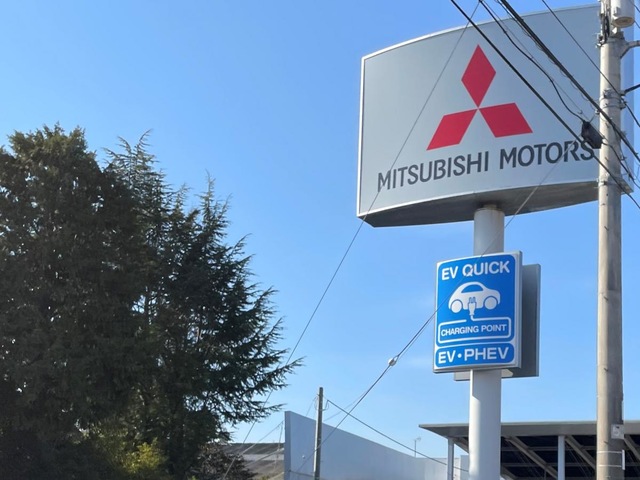 MITSUBISHI MOTORS
EV QUICK
CHARGING POINT
EV・PHEV